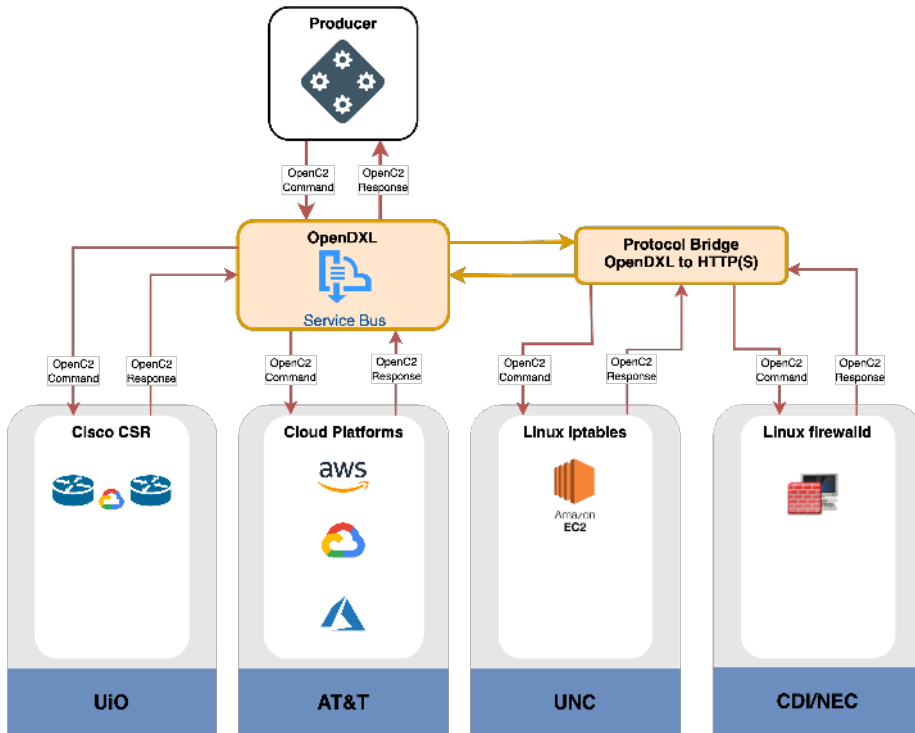 Producer
OpenC2
Command
OpenC2
Response
OpenDXL
Service Bus
Protocol Bridge
OpenDXL to HTTP(S)
OpenC2
Command
OpenC2
Response
OpenC2
Command
OpenC2
Response
OpenC2
Command
OpenC2
Response
OpenC2
Command
OpenC2
Response
Cisco CSR
Cloud Platforms
aws
Linux iptables
Amazon
EC2
Linux firewalld
UiO
AT&T
UNC
CDI/NEC